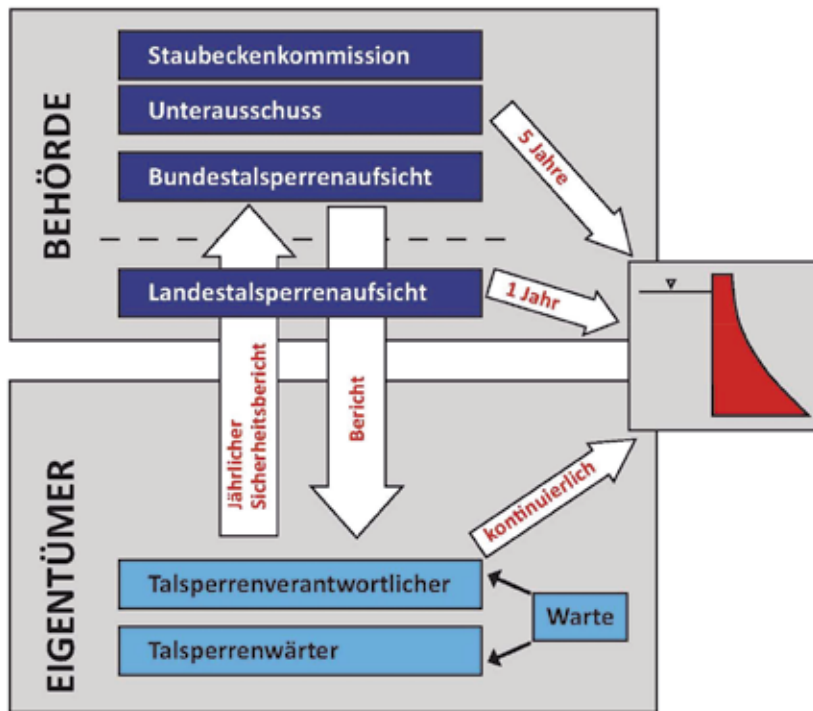 BEHÖRDE
Staubeckenkommission
Unterausschuss
Bundestalsperrenaufsicht
Landestalsperrenaufsicht
5 Jahre
1 Jahr
Jährlicher
Sicherheitsbericht
Bericht
kontinuierlich
EIGENTÜMER
Talsperrenverantwortlicher
Talsperrenwärter
Warte